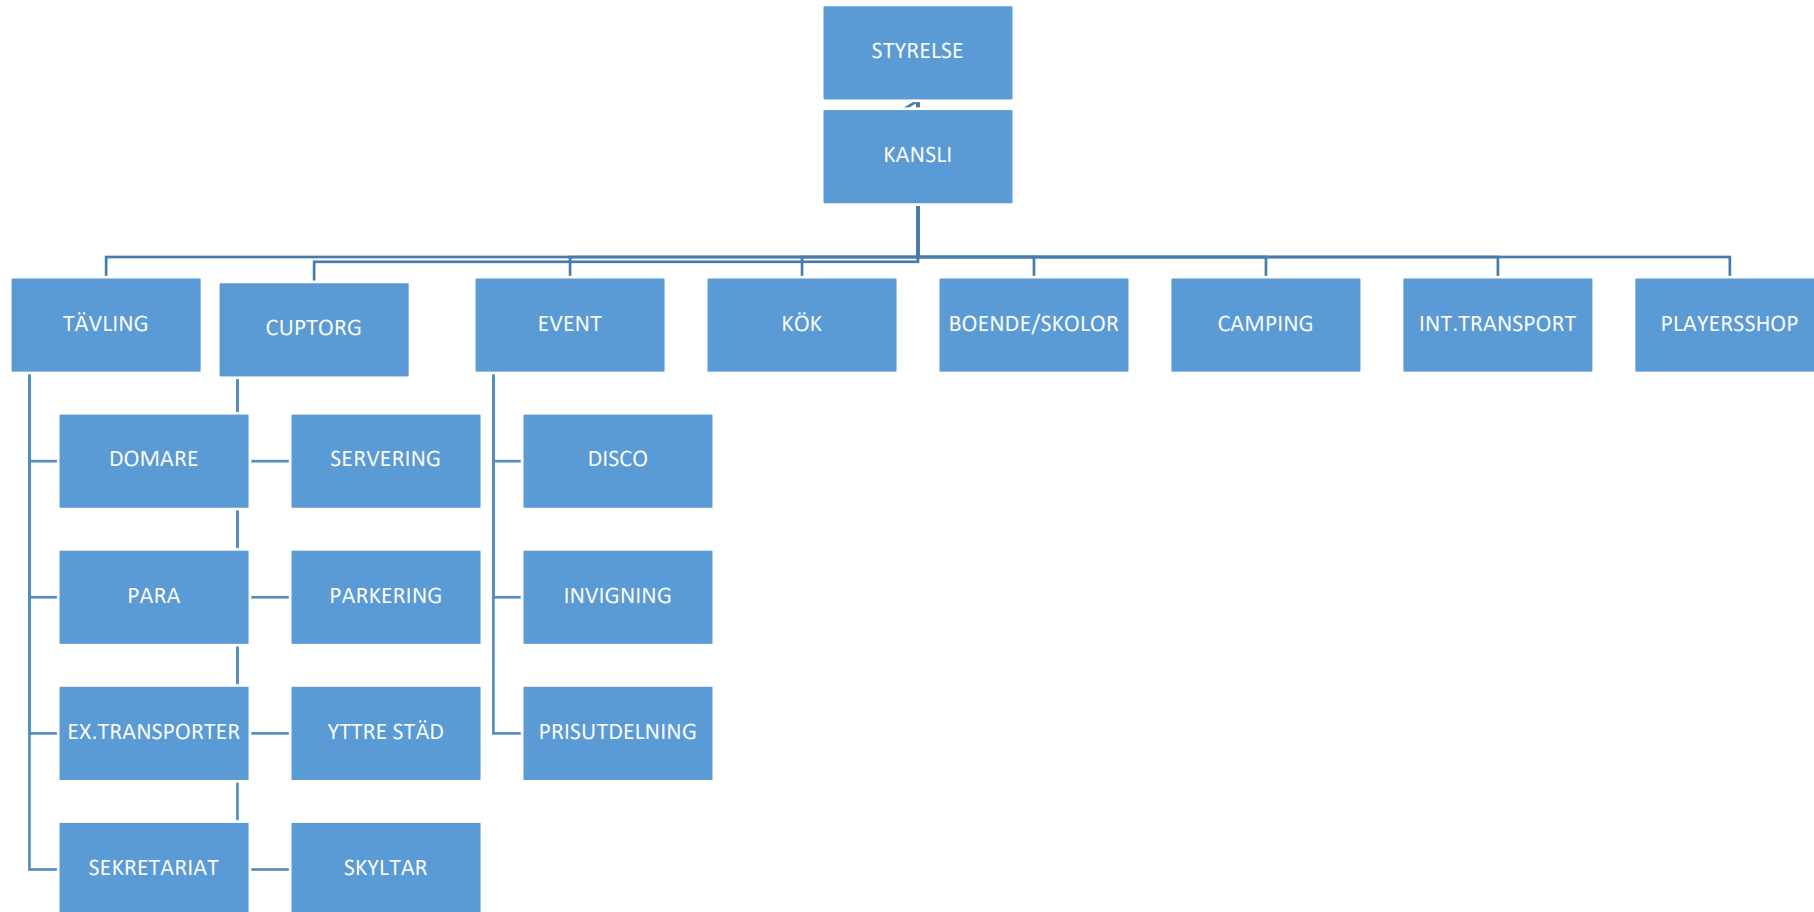 STYRELSE
KANSLI
TÄVLING
CUPTORG
EVENT
KÖK
BOENDE/SKOLOR
CAMPING
INT.TRANSPORT
PLAYERSSHOP
DOMARE
SERVERING
DISCO
PARA
PARKERING
INVIGNING
EX.TRANSPORTER
YTTRE STÄD
PRISUTDELNING
SEKRETARIAT
SKYLTAR